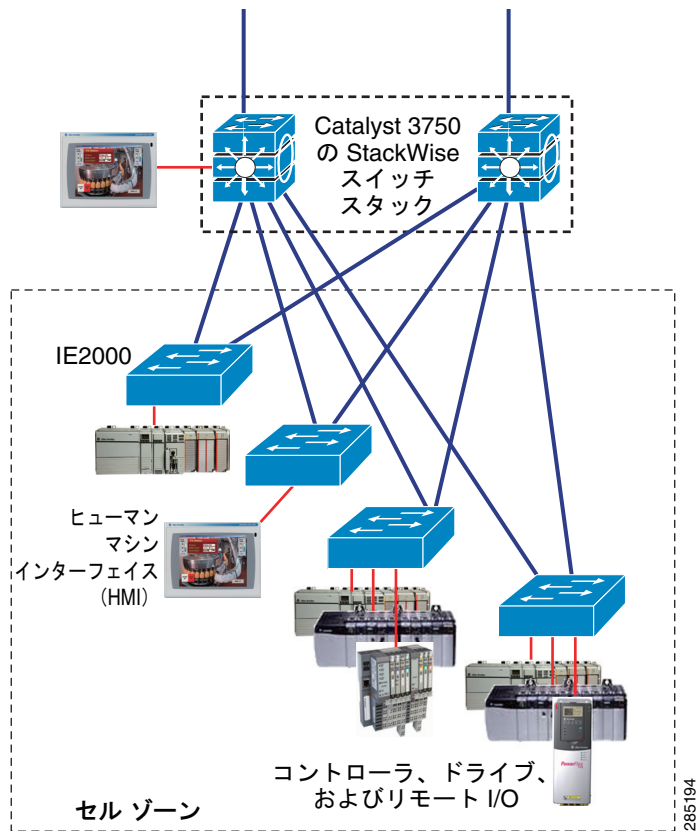 Catalyst 3750
の StackWise
スイッチ
スタック
IE2000
ヒューマン
マシン
インターフェイス
（HMI）
コントローラ、ドライブ、
およびリモート I/O
セル ゾーン
285194